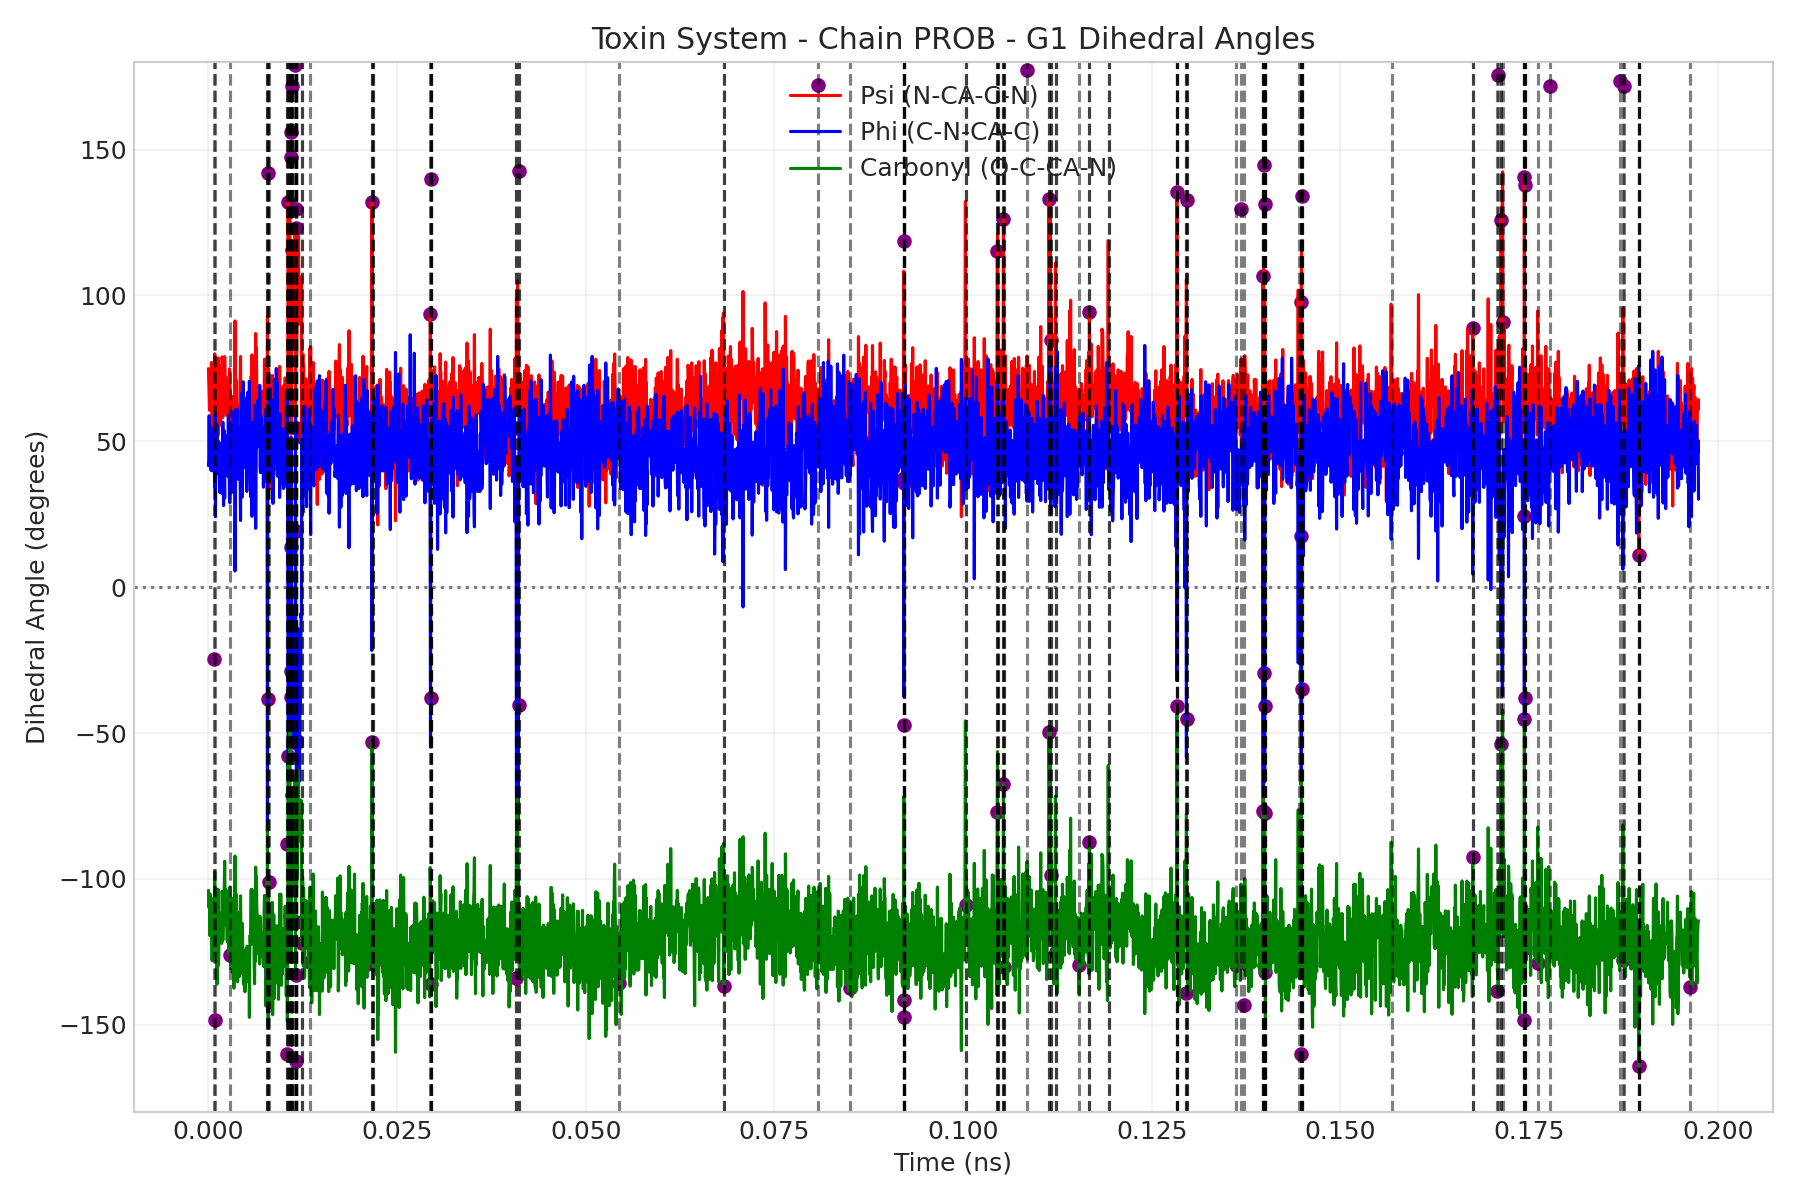 Toxin System - Chain PROB - G1 Dihedral Angles
Psi (N-CA-C-N)
Phi (C-N-CA-C)
Carbonyl (O-C-CA-N)
150
100
50
0
−50
−100
−150
Dihedral Angle (degrees)
0.000 0.025 0.050 0.075 0.100 0.125 0.150 0.175 0.200
Time (ns)